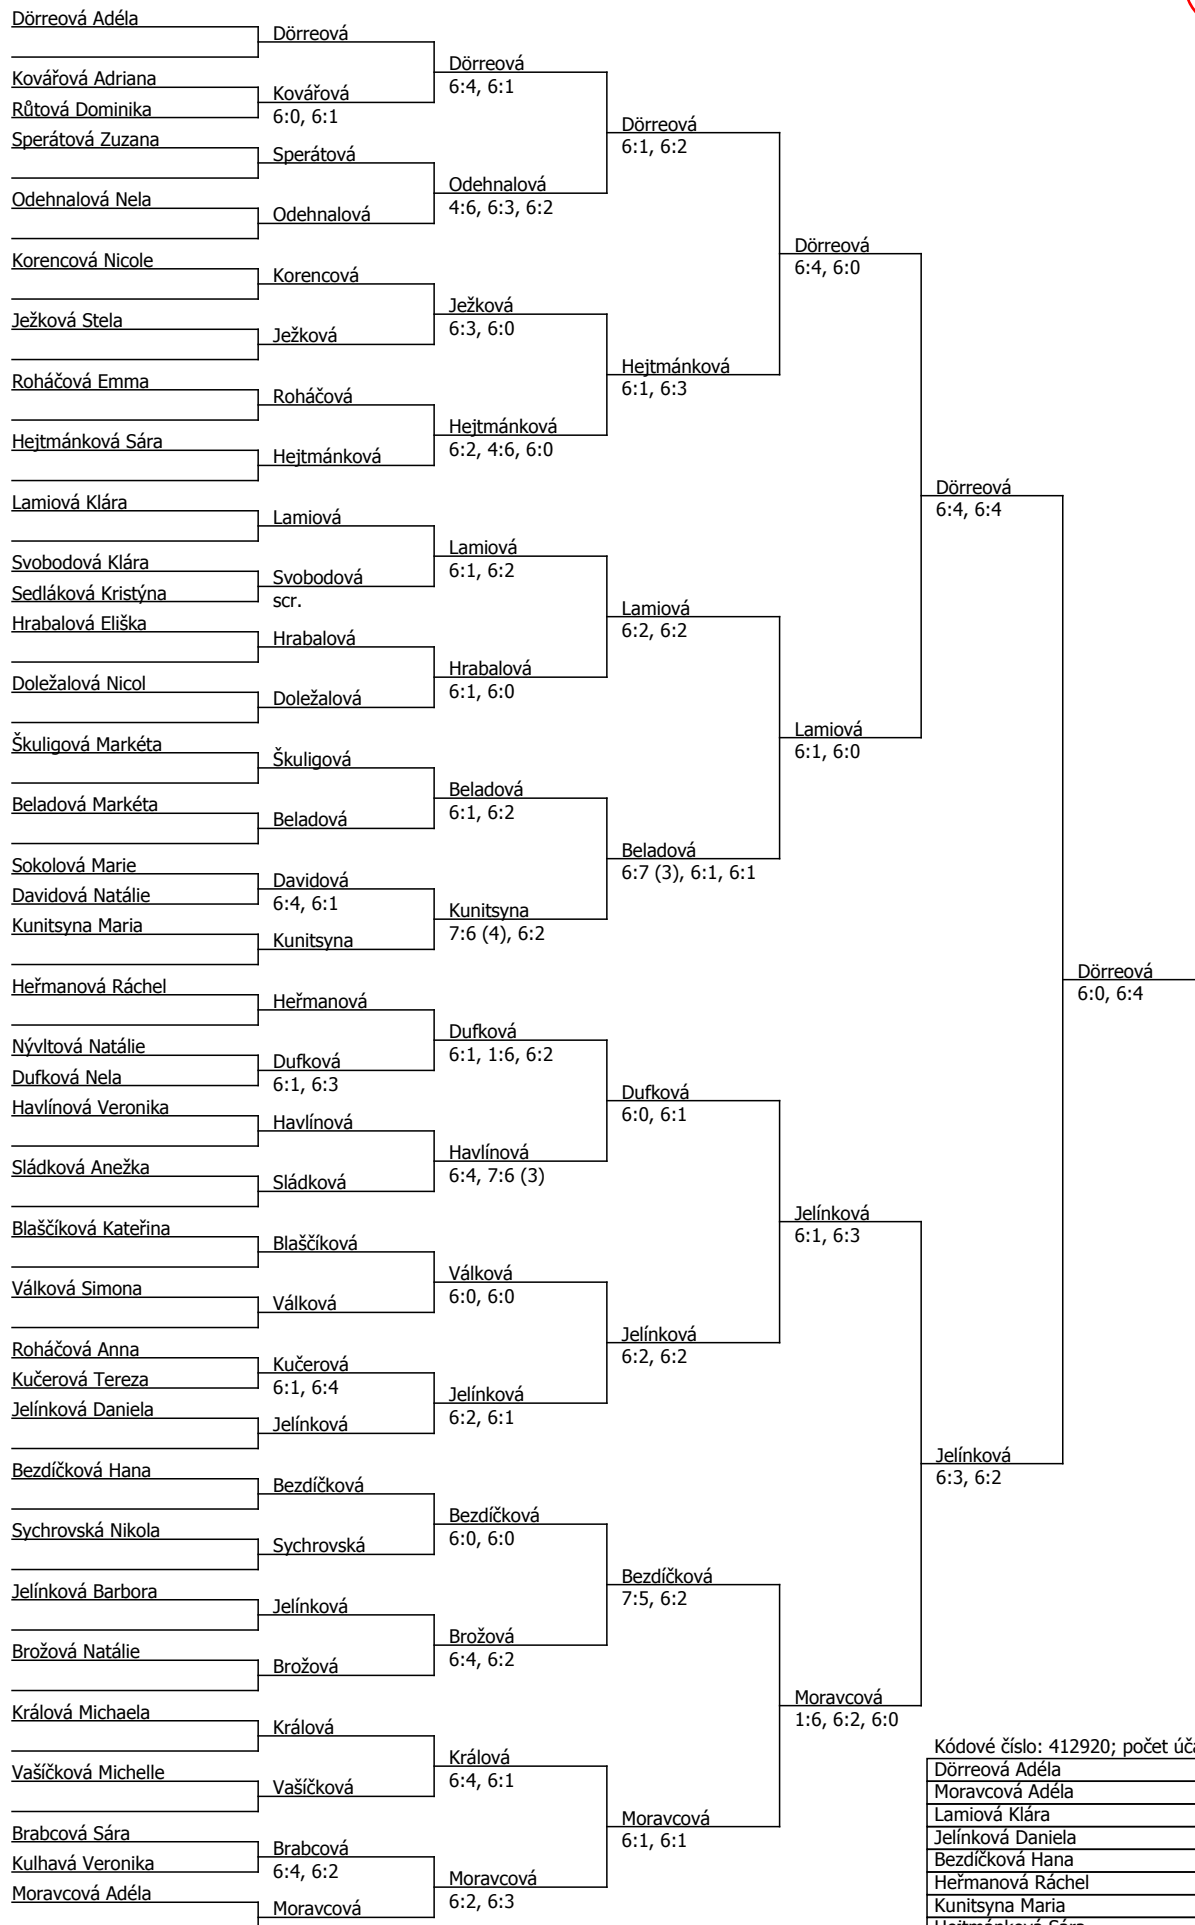 Dörreová Adéla
Kovářová Adriana
Růtová Dominika
Sperátová Zuzana
Odehnalová Nela
Korencová Nicole
Ježková Stela
Roháčová Emma
Hejtmánková Sára
Lamiová Klára
Svobodová Klára
Sedláková Kristýna
Hrabalová Eliška
Doležalová Nicol
Škuligová Markéta
Beladová Markéta
Sokolová Marie
Davidová Natálie
Kunitsyna Maria
Heřmanová Ráchel
Nývltová Natálie
Dufková Nela
Havlínová Veronika
Sládková Anežka
Blaščíková Kateřina
Válková Simona
Roháčová Anna
Kučerová Tereza
Jelínková Daniela
Bezdíčková Hana
Sychrovská Nikola
Jelínková Barbora
Brožová Natálie
Králová Michaela
Vašíčková Michelle
Brabcová Sára
Kulhavá Veronika
Moravcová Adéla
Dörreová
Kovářová
6:0, 6:1
Sperátová
Odehnalová
Korencová
Ježková
Roháčová
Hejtmánková
Lamiová
Svobodová
scr.
Hrabalová
Doležalová
Škuligová
Beladová
Davidová
6:4, 6:1
Kunitsyna
Heřmanová
Dufková
6:1, 6:3
Havlínová
Sládková
Blaščíková
Válková
Kučerová
6:1, 6:4
Jelínková
Bezdíčková
Sychrovská
Jelínková
Brožová
Králová
Vašíčková
Brabcová
6:4, 6:2
Moravcová
Dörreová
6:4, 6:1
Odehnalová
4:6, 6:3, 6:2
Ježková
6:3, 6:0
Hejtmánková
6:2, 4:6, 6:0
Lamiová
6:1, 6:2
Hrabalová
6:1, 6:0
Beladová
6:1, 6:2
Kunitsyna
7:6 (4), 6:2
Dufková
6:1, 1:6, 6:2
Havlínová
6:4, 7:6 (3)
Válková
6:0, 6:0
Jelínková
6:2, 6:1
Bezdíčková
6:0, 6:0
Brožová
6:4, 6:2
Králová
6:4, 6:1
Moravcová
6:2, 6:3
Dörreová
6:1, 6:2
Hejtmánková
6:1, 6:3
Lamiová
6:2, 6:2
Beladová
6:7 (3), 6:1, 6:1
Dufková
6:0, 6:1
Jelínková
6:2, 6:2
Bezdíčková
7:5, 6:2
Moravcová
6:1, 6:1
Dörreová
6:4, 6:0
Lamiová
6:1, 6:0
Jelínková
6:1, 6:3
Moravcová
1:6, 6:2, 6:0
Dörreová
6:4, 6:4
Jelínková
6:3, 6:2
Dörreová
6:0, 6:4
Kódové číslo: 412920; počet
Dörreová Adéla
Moravcová Adéla
Lamiová Klára
Jelínková Daniela
Bezdíčková Hana
Heřmanová Ráchel
Kunitsyna Maria
Hejtmánková Sára